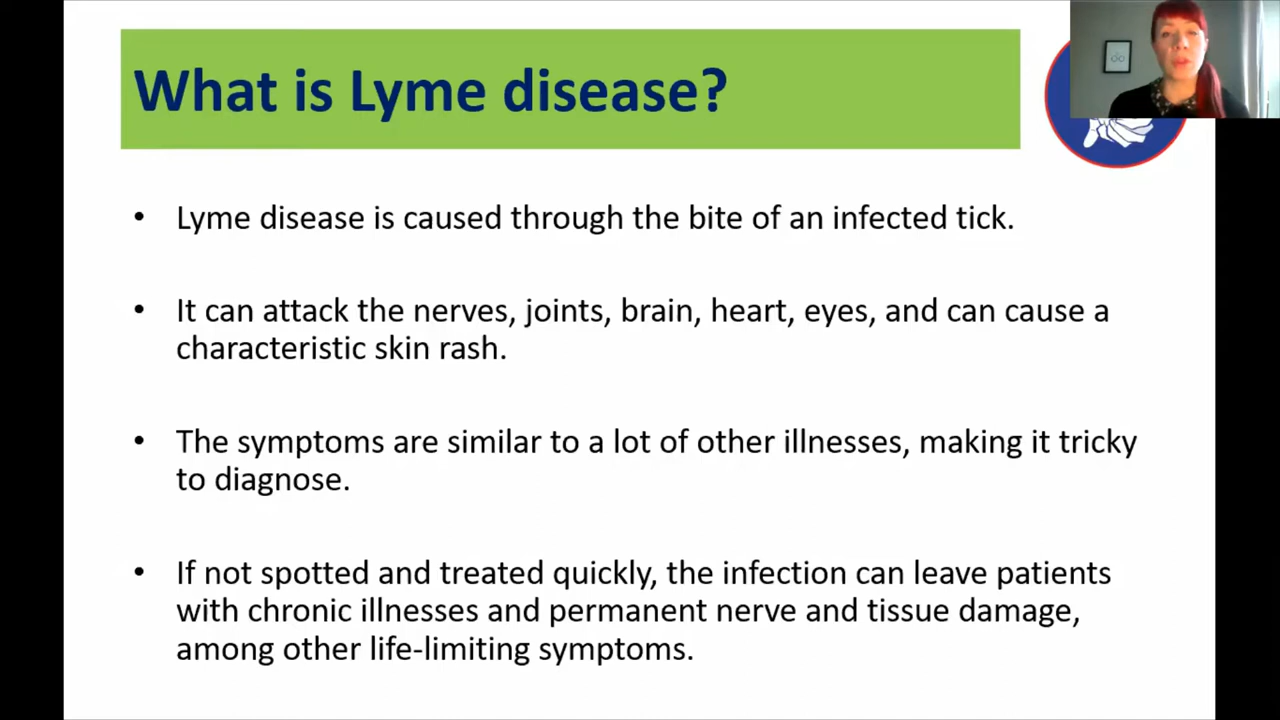 What is Lyme disease?
• Lyme disease is caused through the bite of an infected tick.
• It can attack the nerves, joints, brain, heart, eyes, and can cause a
characteristic skin rash.
• The symptoms are similar to a lot of other illnesses, making it tricky
to diagnose.
• If not spotted and treated quickly, the infection can leave patients
with chronic illnesses and permanent nerve and tissue damage,
among other life-limiting symptoms.